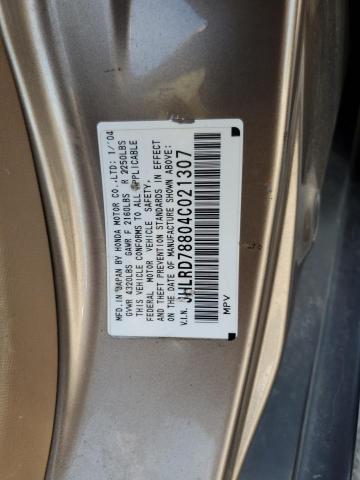 MFD.IN JAPAN BY HONDA MOTOR CO.,LTD: 1/'04
GVWR 4320LBS GAWR F 2160LBS R 2250LBS
THIS VEHICLE CONFORMS TO ALL APPLICABLE
FEDERAL MOTOR VEHICLE SAFETY,
AND THEFT PREVENTION STANDARDS IN EFFECT
ON THE DATE OF MANUFACTURE SHOWN ABOVE:
V.I.N. JHLRD78804C021307
MPV